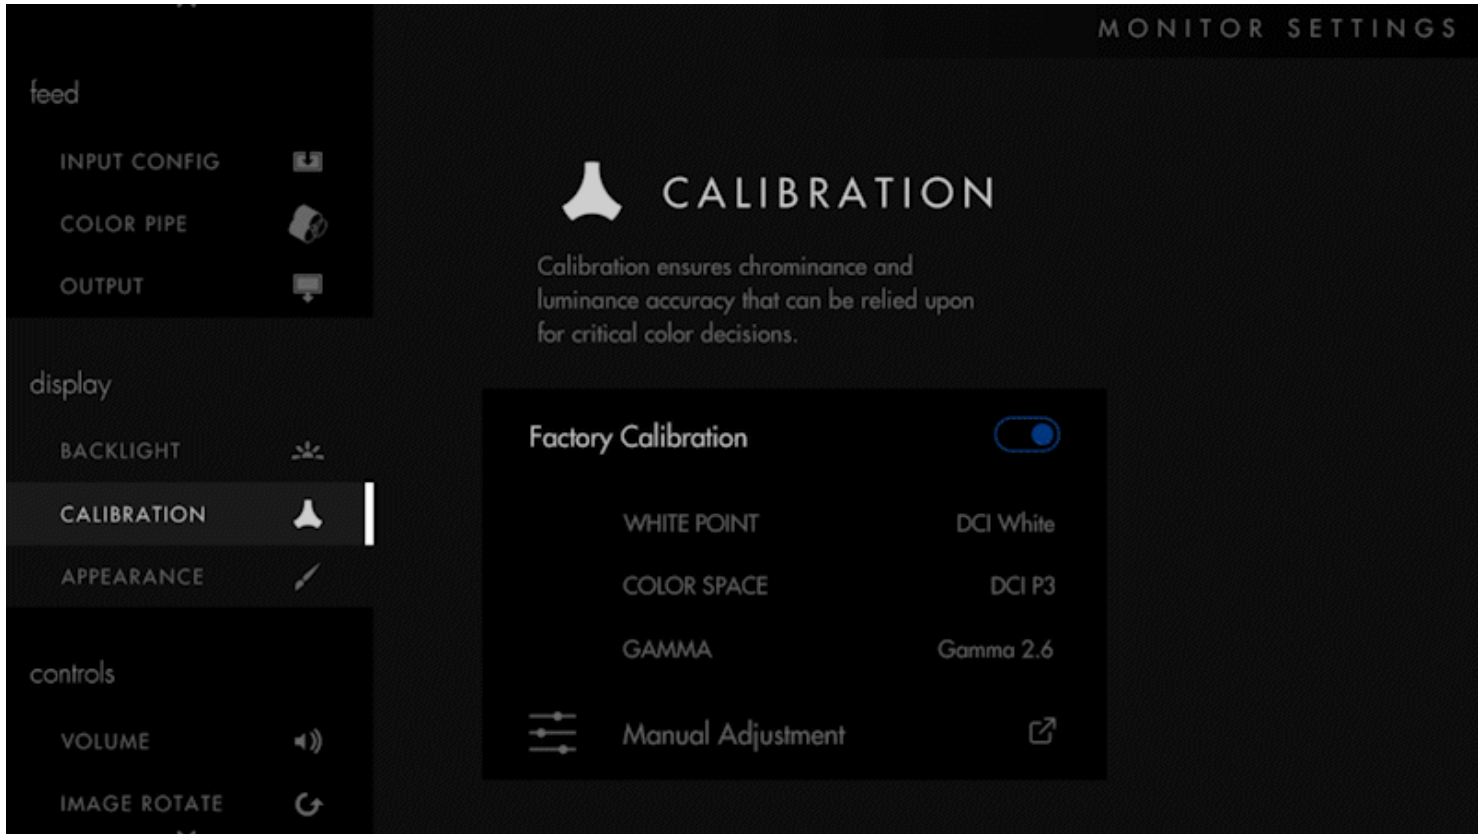 MONITOR SETTINGS
feed
INPUT CONFIG
COLOR PIPE
OUTPUT
display
BACKLIGHT
CALIBRATION
APPEARANCE
controls
VOLUME
IMAGE ROTATE
CALIBRATION
Calibration ensures chrominance and
luminance accuracy that can be relied upon
for critical color decisions.
Factory Calibration
WHITE POINT DCI White
COLOR SPACE DCI P3
GAMMA Gamma 2.6
Manual Adjustment